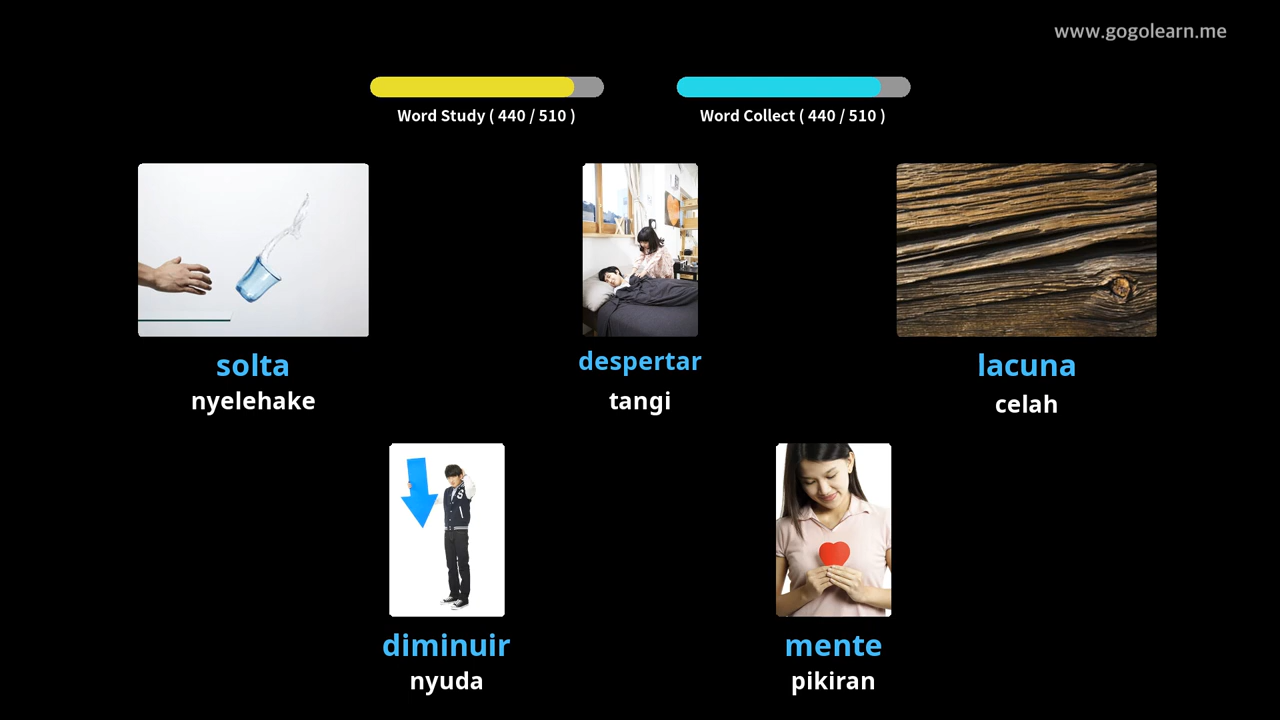 www.gogolearn.me
Word Study ( 440 / 510 )
Word Collect ( 440 / 510 )
solta
nyelehake
despertar
tangi
lacuna
celah
diminuir
nyuda
mente
pikiran